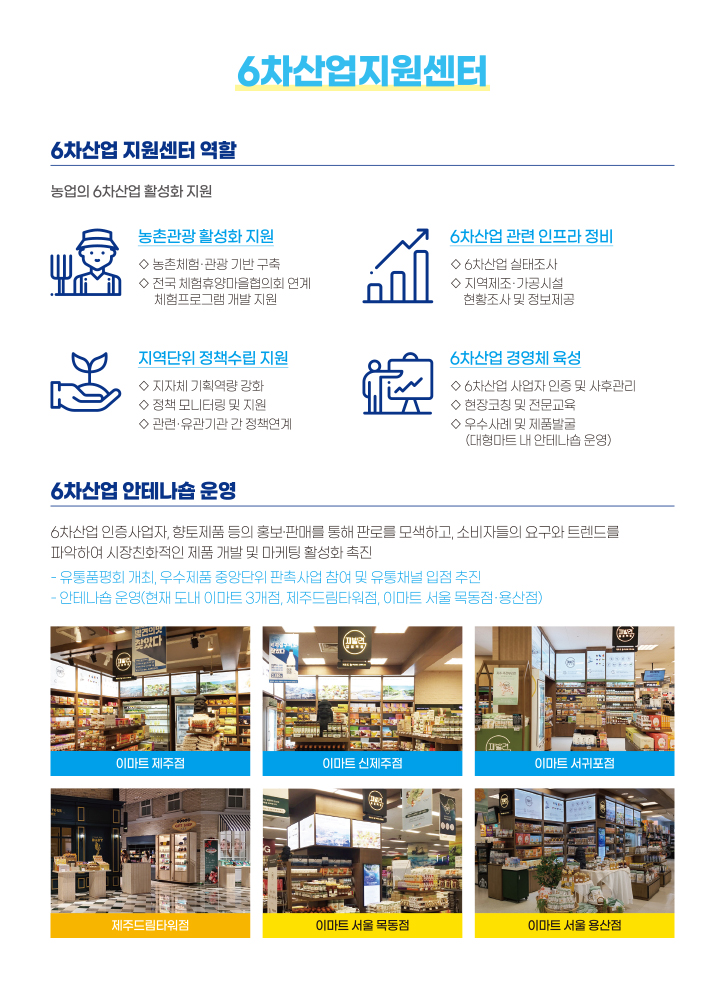 6차산업지원센터
6차산업 지원센터 역할
농업의 6차산업 활성화 지원
농촌관광 활성화 지원
◇ 농촌체험·관광 기반 구축
◇ 전국 체험휴양마을협의회 연계
체험프로그램 개발 지원
6차산업 관련 인프라 정비
◇ 6차산업 실태조사
◇ 지역제조·가공시설
현황조사 및 정보제공
지역단위 정책수립 지원
◇ 지자체 기획역량 강화
◇ 정책 모니터링 및 지원
◇ 관련·유관기관 간 정책연계
6차산업 경영체 육성
◇ 6차산업 사업자 인증 및 사후관리
◇ 현장코칭 및 전문교육
◇ 우수사례 및 제품발굴
(대형마트 내 안테나숍 운영)
6차산업 안테나숍 운영
6차산업 인증사업자, 향토제품 등의 홍보·판매를 통해 판로를 모색하고, 소비자들의 요구와 트렌드를
파악하여 시장친화적인 제품 개발 및 마케팅 활성화 촉진
- 유통품평회 개최, 우수제품 중앙단위 판촉사업 참여 및 유통채널 입점 추진
- 안테나숍 운영(현재 도내 이마트 3개점, 제주드림타워점, 이마트 서울 목동점·용산점)
이마트 제주점
이마트 신제주점
이마트 서귀포점
제주드림타워점
이마트 서울 목동점
이마트 서울 용산점